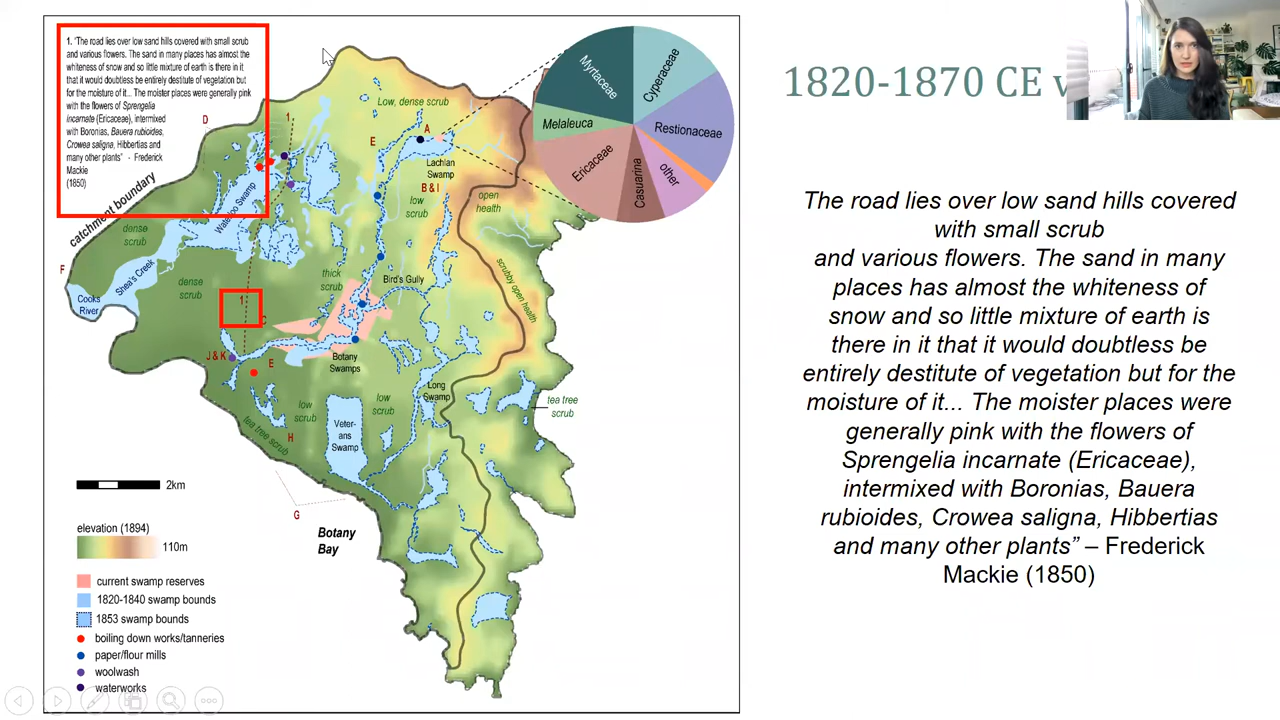 1. 'The road lies over low sand hills covered with small scrub
and various flowers. The sand in many places has almost the
whiteness of snow and so little mixture of earth is there in it
that it would doubtless be entirely destitute of vegetation but
for the moisture of it... The moister places were generally pink
with the flowers of Sprengelia
incarnate (Ericaceae), intermixed
with Boronias, Bauera rubioides,
Crowea saligna, Hibbertias and
many other plants" - Frederick
Mackie
(1850)
catchment boundary
D
1
F
dense
scrub
Waterloo Swamp
Shea's Creek
Cooks
River
dense
scrub
1
C
J & K
E
E
A
Low, dense scrub
Lachlan
Swamp
B & I
low
scrub
open
health
scrubby open health
thick
scrub
Bird's Gully
Botany
Swamps
low
scrub
low
scrub
Long
Swamp
tea tree
scrub
tea tree scrub
H
Veter-
ans
Swamp
G
Botany
Bay
Myrtaceae
Cyperaceae
Restionaceae
other
Casuarina
Ericaceae
Melaleuca
2km
elevation (1894)
110m
current swamp reserves
1820-1840 swamp bounds
1853 swamp bounds
boiling down works/tanneries
paper/flour mills
woolwash
waterworks
1820-1870 CE
The road lies over low sand hills covered
with small scrub
and various flowers. The sand in many
places has almost the whiteness of
snow and so little mixture of earth is
there in it that it would doubtless be
entirely destitute of vegetation but for the
moisture of it... The moister places were
generally pink with the flowers of
Sprengelia incarnate (Ericaceae),
intermixed with Boronias, Bauera
rubioides, Crowea saligna, Hibbertias
and many other plants" – Frederick
Mackie (1850)